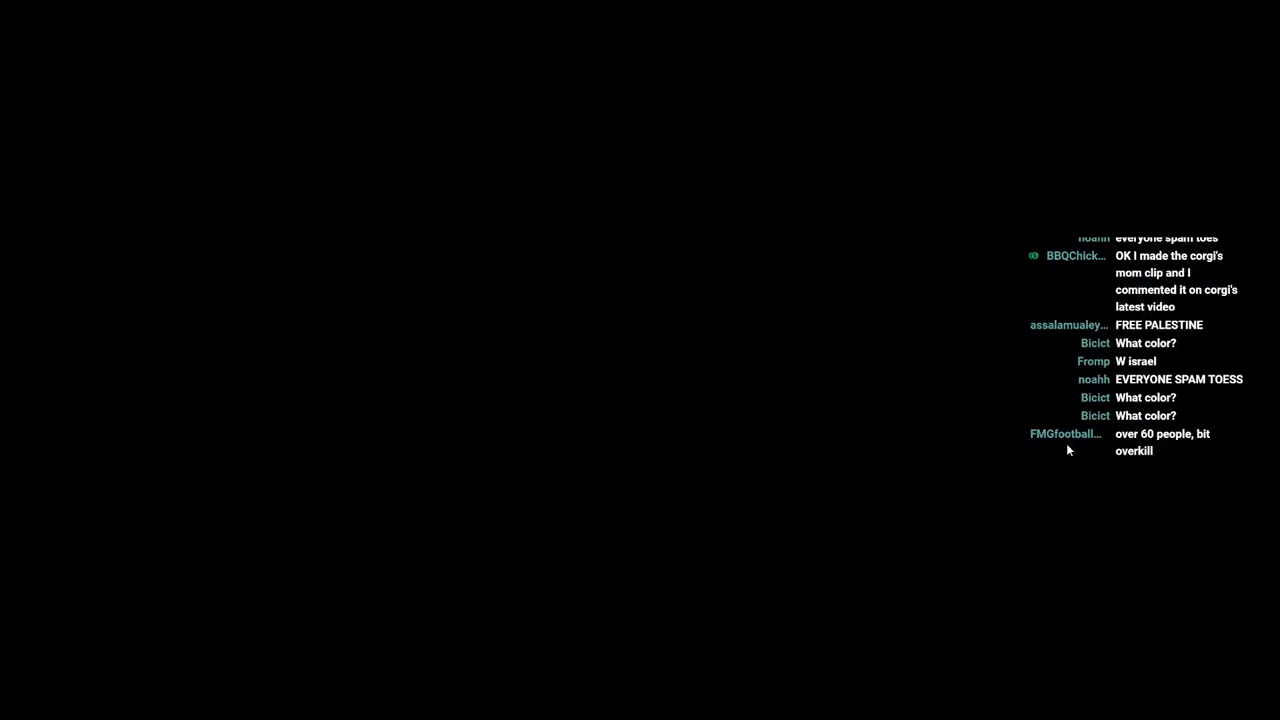 noahh everyone spam toes
BBQChick... OK I made the corgi's
mom clip and I
commented it on corgi's
latest video
assalamualey... FREE PALESTINE
Bicict What color?
Fromp W israel
noahh EVERYONE SPAM TOESS
Bicict What color?
Bicict What color?
FMGfootball... over 60 people, bit
overkill